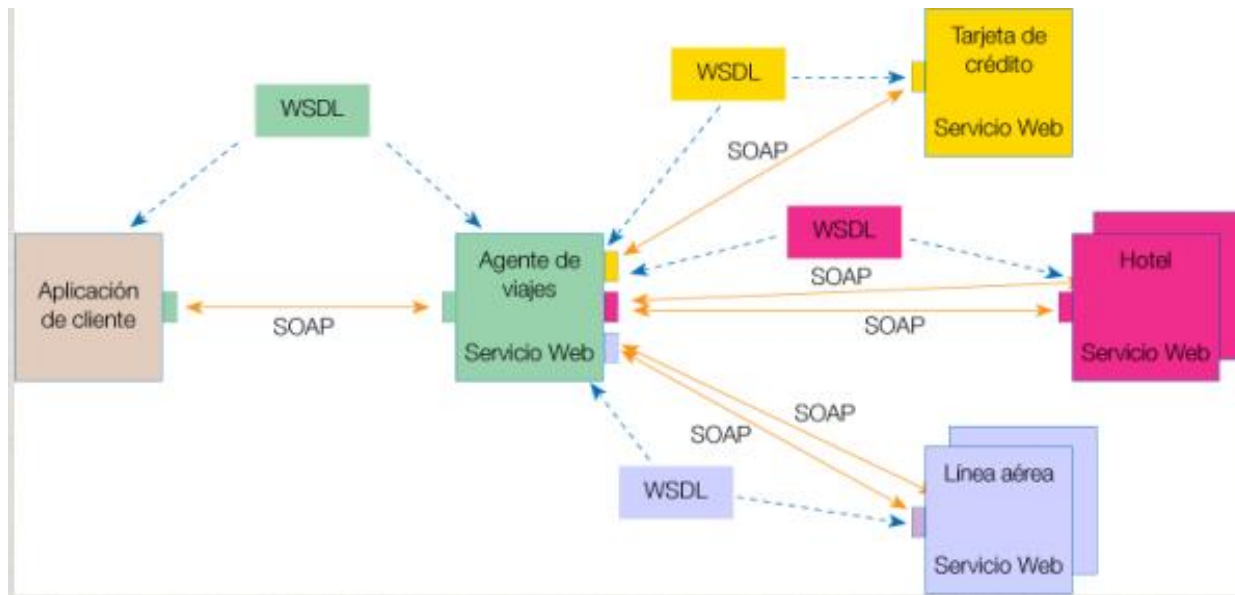 Tarjeta de
crédito
Servicio Web
WSDL
SOAP
WSDL
Aplicación
de cliente
SOAP
Agente de
viajes
Servicio Web
WSDL
SOAP
SOAP
Hotel
Servicio Web
SOAP
SOAP
WSDL
Línea aérea
Servicio Web